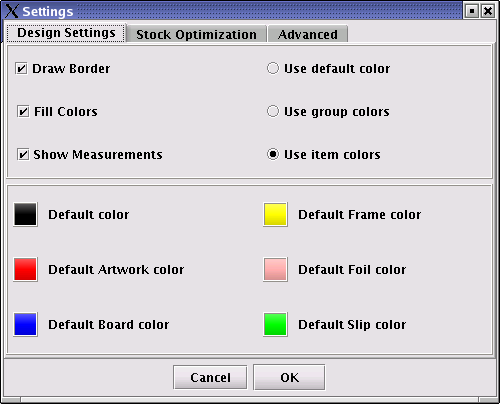 Settings
Design Settings Stock Optimization Advanced
Draw Border Use default color
Fill Colors Use group colors
Show Measurements Use item colors
Default color Default Frame color
Default Artwork color Default Foil color
Default Board color Default Slip color
Cancel OK